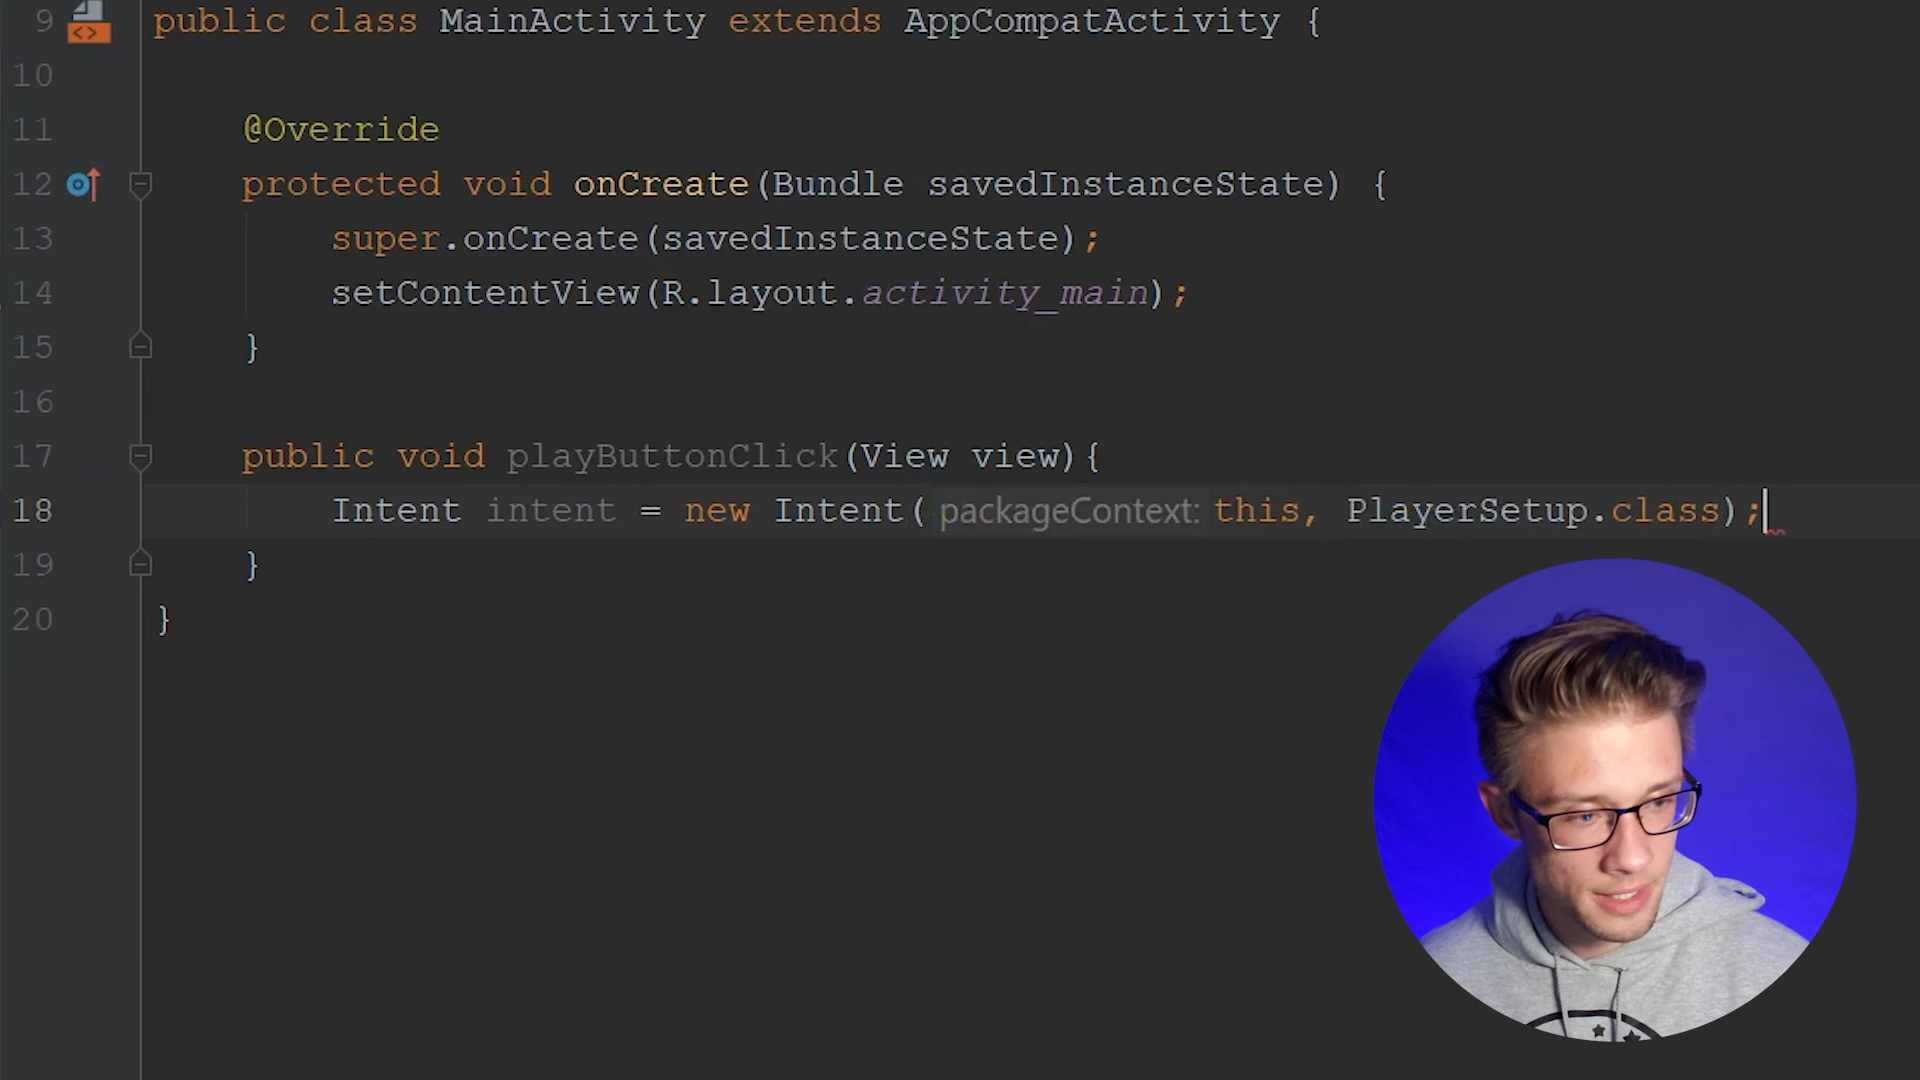 9 public class MainActivity extends AppCompatActivity {
10
11 @Override
12 protected void onCreate(Bundle savedInstanceState) {
13 super.onCreate(savedInstanceState);
14 setContentView(R.layout.activity_main);
15 }
16
17 public void playButtonClick(View view){
18 Intent intent = new Intent( packageContext: this, PlayerSetup.class);
19 }
20 }